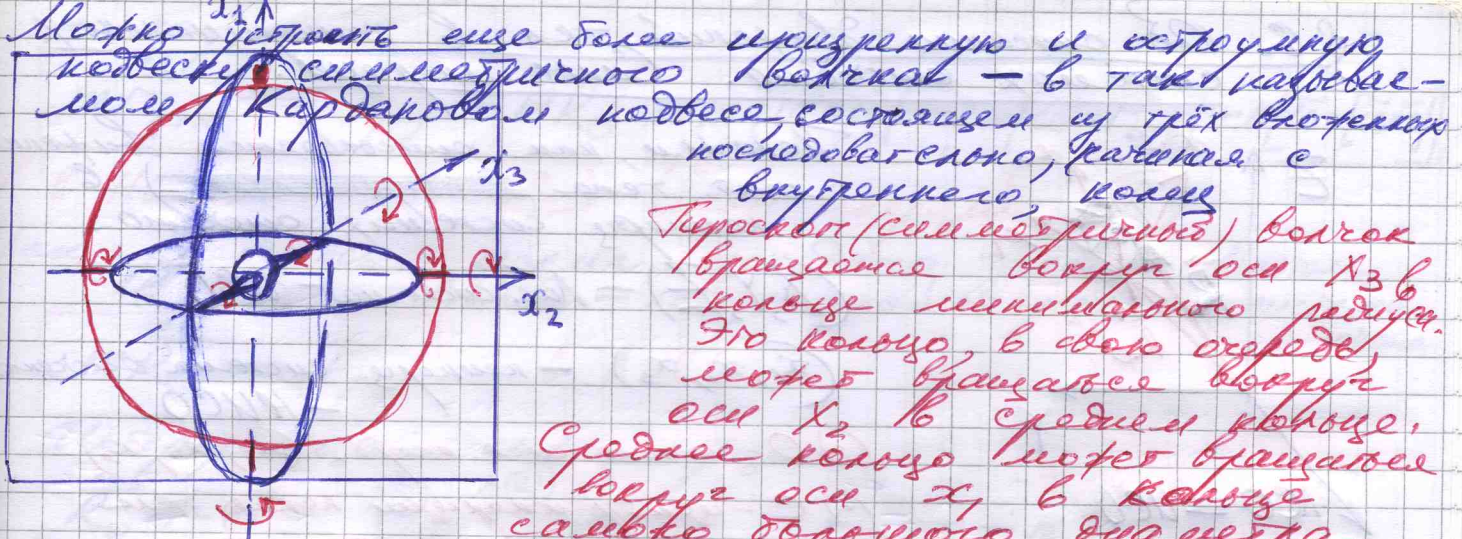 x₁
Можно устроить еще более изощренную и остроумную
подвеску симметричного волчка — в так называе-
мом Кардановом подвесе, состоящем из трёх вложенных
последовательно, начиная с
внутреннего, колец
x₃
Гироскоп (симметричный) волчок
вращается вокруг оси X₃ в
кольце минимального радиуса.
x₂
Это кольцо, в свою очередь,
может вращаться вокруг
оси X₂ в среднем кольце.
Среднее кольцо может вращаться
вокруг оси x₁ в кольце
самого большого диаметра